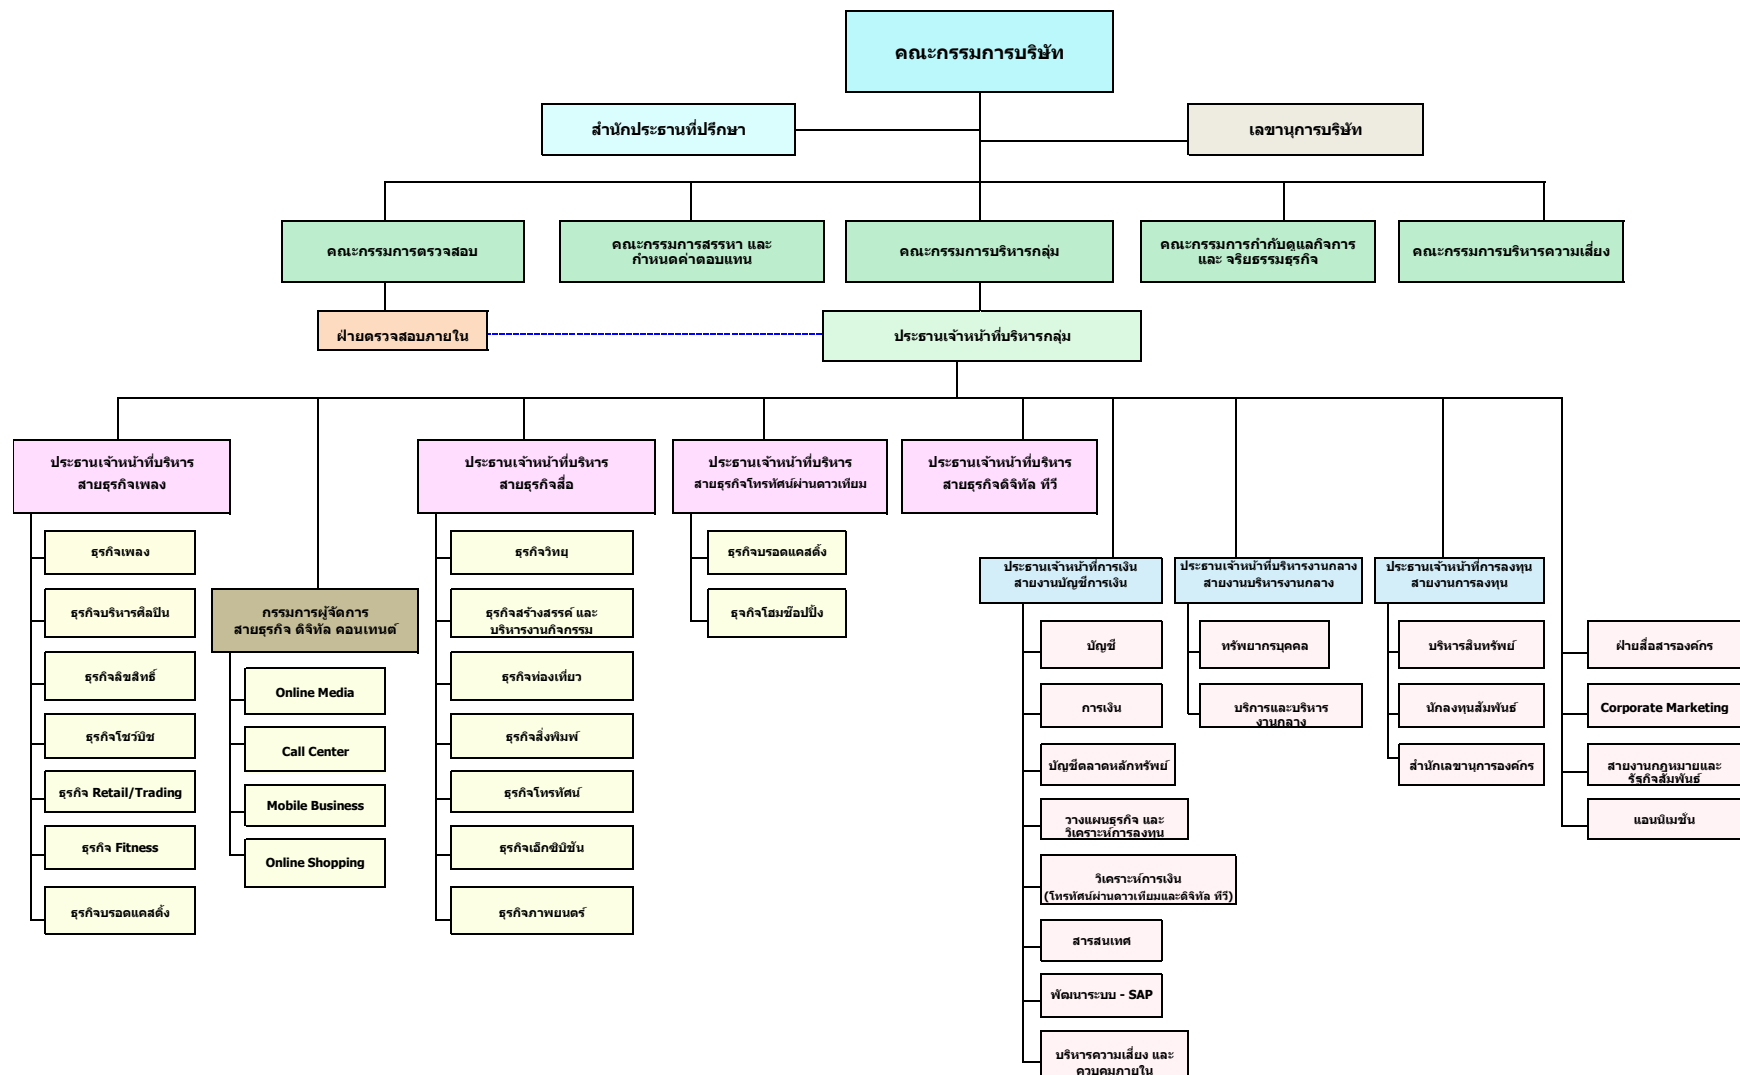 คณะกรรมการบริษัท
สำนักประธานที่ปรึกษา
เลขานุการบริษัท
คณะกรรมการตรวจสอบ
คณะกรรมการสรรหา และ
กำหนดค่าตอบแทน
คณะกรรมการบริหารกลุ่ม
คณะกรรมการกำกับดูแลกิจการ
และ จริยธรรมธุรกิจ
คณะกรรมการบริหารความเสี่ยง
ฝ่ายตรวจสอบภายใน
ประธานเจ้าหน้าที่บริหารกลุ่ม
ประธานเจ้าหน้าที่บริหาร
สายธุรกิจเพลง
ธุรกิจเพลง
ธุรกิจบริหารศิลปิน
ธุรกิจลิขสิทธิ์
ธุรกิจโชว์บิซ
ธุรกิจ Retail/Trading
ธุรกิจ Fitness
ธุรกิจบรอดแคสติ้ง
กรรมการผู้จัดการ
สายธุรกิจ ดิจิทัล คอนเทนต์
Online Media
Call Center
Mobile Business
Online Shopping
ประธานเจ้าหน้าที่บริหาร
สายธุรกิจสื่อ
ธุรกิจวิทยุ
ธุรกิจสร้างสรรค์ และ
บริหารงานกิจกรรม
ธุรกิจท่องเที่ยว
ธุรกิจสิ่งพิมพ์
ธุรกิจโทรทัศน์
ธุรกิจเอ็กซิบิชัน
ธุรกิจภาพยนตร์
ประธานเจ้าหน้าที่บริหาร
สายธุรกิจโทรทัศน์ผ่านดาวเทียม
ธุรกิจบรอดแคสติ้ง
ธุจกิจโฮมช๊อปปิ้ง
ประธานเจ้าหน้าที่บริหาร
สายธุรกิจดิจิทัล ทีวี
ประธานเจ้าหน้าที่การเงิน
สายงานบัญชีการเงิน
บัญชี
การเงิน
บัญชีตลาดหลักทรัพย์
วางแผนธุรกิจ และ
วิเคราะห์การลงทุน
วิเคราะห์การเงิน
(โทรทัศน์ผ่านดาวเทียมและดิจิทัล ทีวี)
สารสนเทศ
พัฒนาระบบ - SAP
บริหารความเสี่ยง และ
ควบคุมภายใน
ประธานเจ้าหน้าที่บริหารงานกลาง
สายงานบริหารงานกลาง
ทรัพยากรบุคคล
บริการและบริหาร
งานกลาง
ประธานเจ้าหน้าที่การลงทุน
สายงานการลงทุน
บริหารสินทรัพย์
นักลงทุนสัมพันธ์
สำนักเลขานุการองค์กร
ฝ่ายสื่อสารองค์กร
Corporate Marketing
สายงานกฎหมายและ
รัฐกิจสัมพันธ์
แอนนิเมชั่น